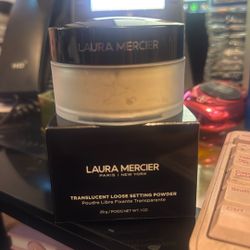 LAURA MERCIER
LAURA MERCIER
PARIS | NEW YORK
TRANSLUCENT LOOSE SETTING POWDER
Poudre Libre Fixante Transparente